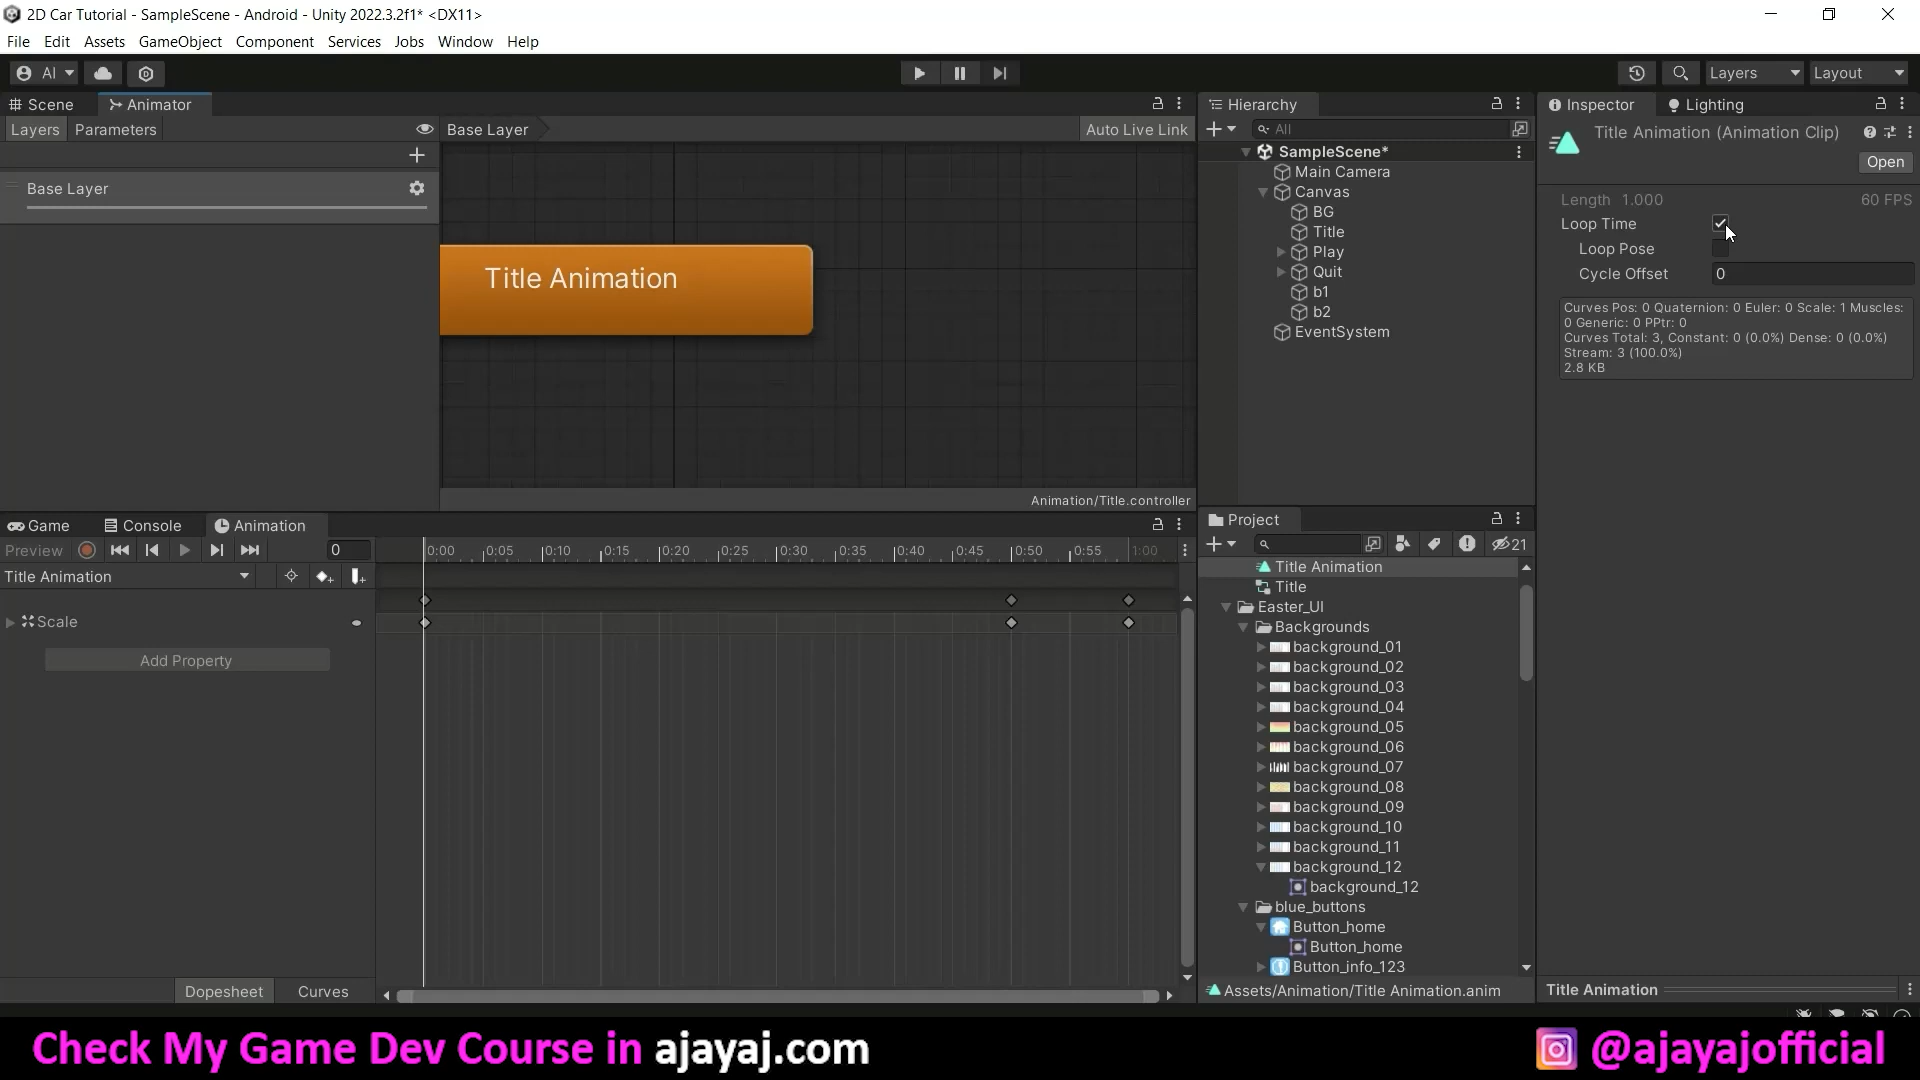 2D Car Tutorial - SampleScene - Android - Unity 2022.3.2f1* <DX11>
File Edit Assets GameObject Component Services Jobs Window Help
AI
Layers Layout
Scene Animator
Layers Parameters Base Layer Auto Live Link
Base Layer
Title Animation
Animation/Title.controller
Hierarchy
All
SampleScene*
Main Camera
Canvas
BG
Title
Play
Quit
b1
b2
EventSystem
Inspector Lighting
Title Animation (Animation Clip)
Open
Length 1.000 60 FPS
Loop Time
Loop Pose
Cycle Offset 0
Curves Pos: 0 Quaternion: 0 Euler: 0 Scale: 1 Muscles:
0 Generic: 0 PPtr: 0
Curves Total: 3, Constant: 0 (0.0%) Dense: 0 (0.0%)
Stream: 3 (100.0%)
2.8 KB
Game Console Animation
Preview 0
0:00 0:05 0:10 0:15 0:20 0:25 0:30 0:35 0:40 0:45 0:50 0:55 1:00
Title Animation
Scale
Add Property
Dopesheet Curves
Project
21
Title Animation
Title
Easter_UI
Backgrounds
background_01
background_02
background_03
background_04
background_05
background_06
background_07
background_08
background_09
background_10
background_11
background_12
background_12
blue_buttons
Button_home
Button_home
Button_info_123
Assets/Animation/Title Animation.anim
Title Animation
Check My Game Dev Course in ajayaj.com
@ajayajofficial